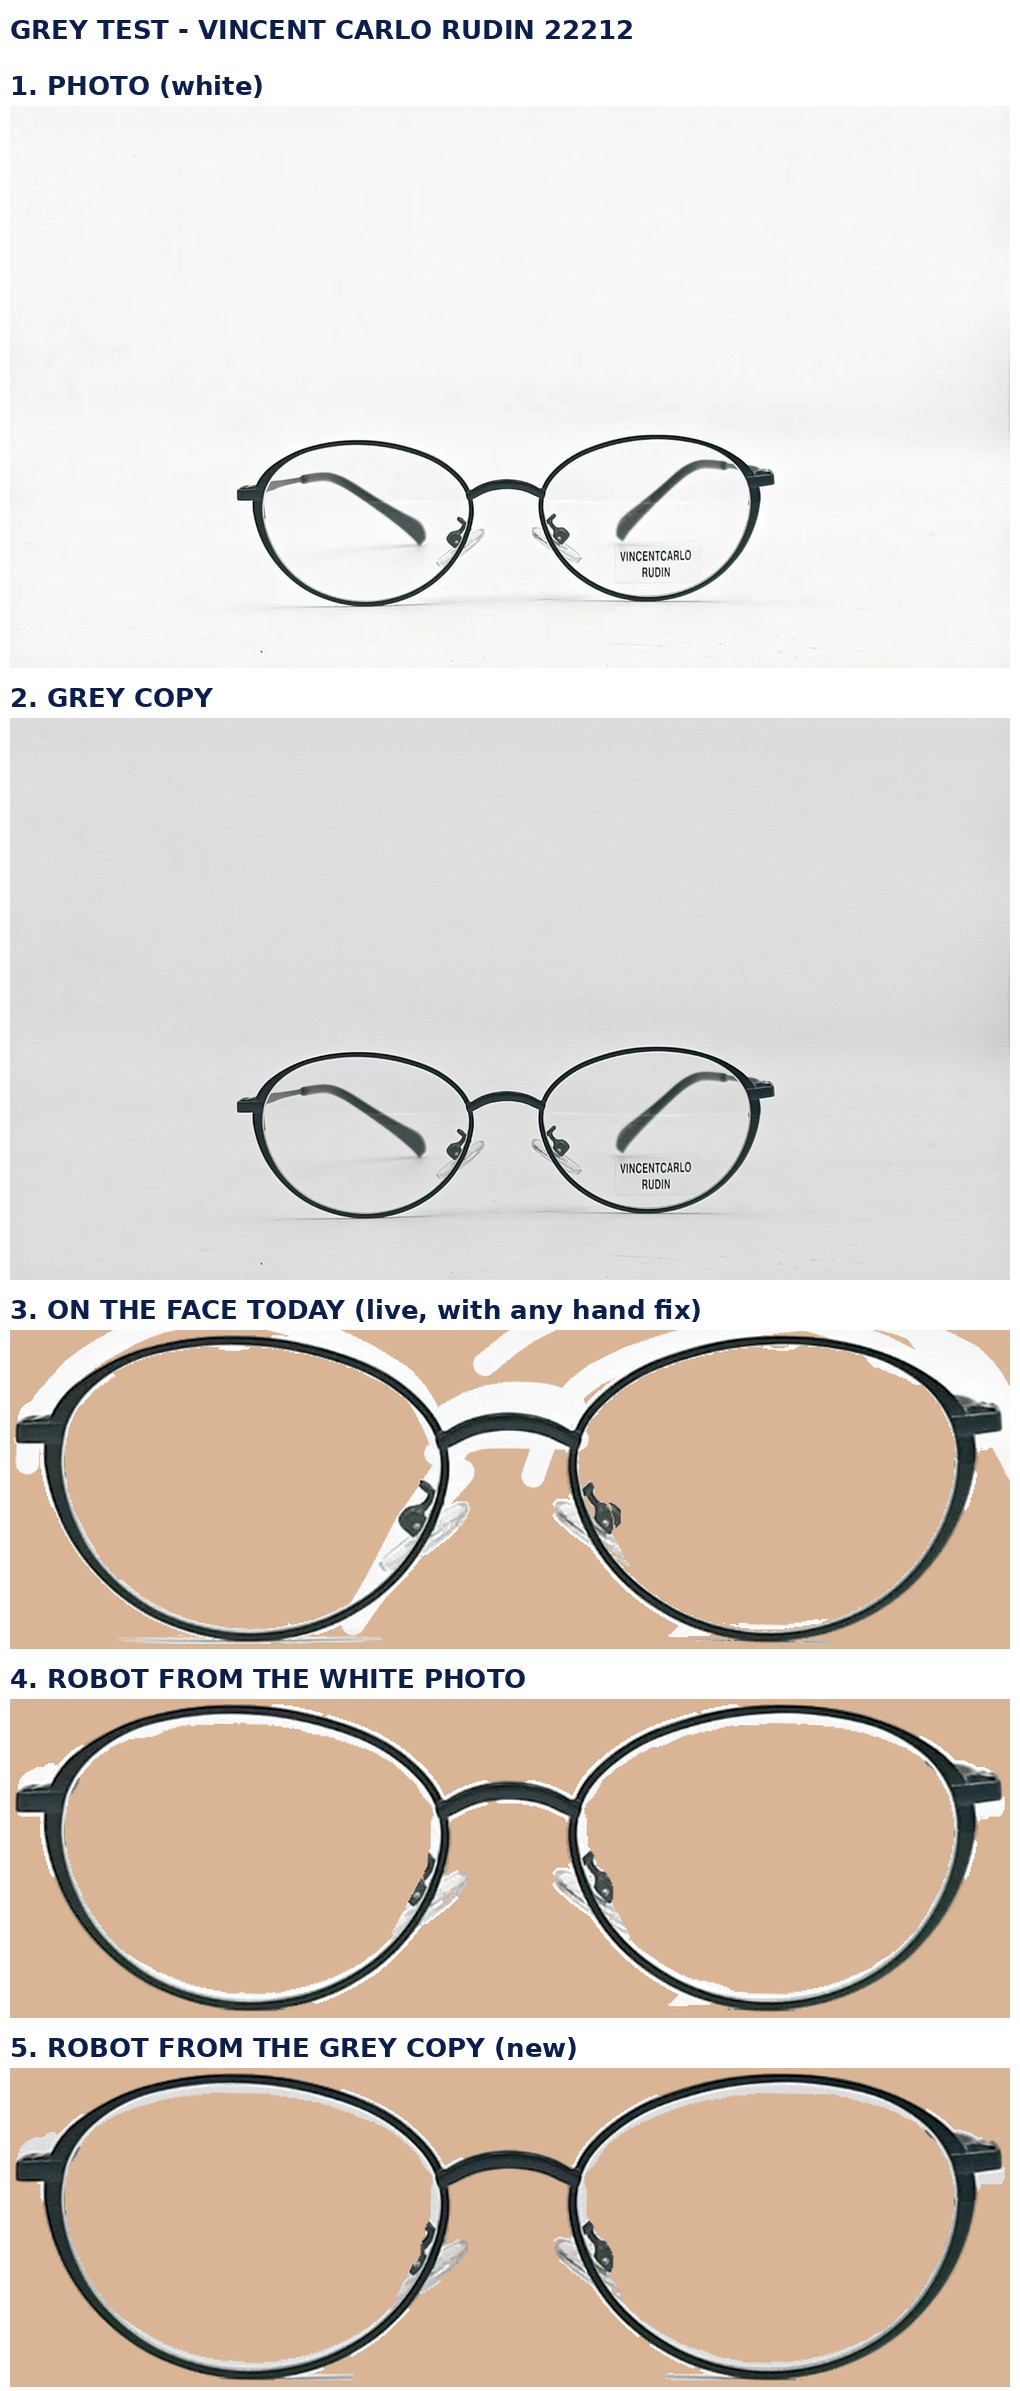 GREY TEST - VINCENT CARLO RUDIN 22212
1. PHOTO (white)
VINCENTCARLO
RUDIN
2. GREY COPY
VINCENTCARLO
RUDIN
3. ON THE FACE TODAY (live, with any hand fix)
4. ROBOT FROM THE WHITE PHOTO
5. ROBOT FROM THE GREY COPY (new)